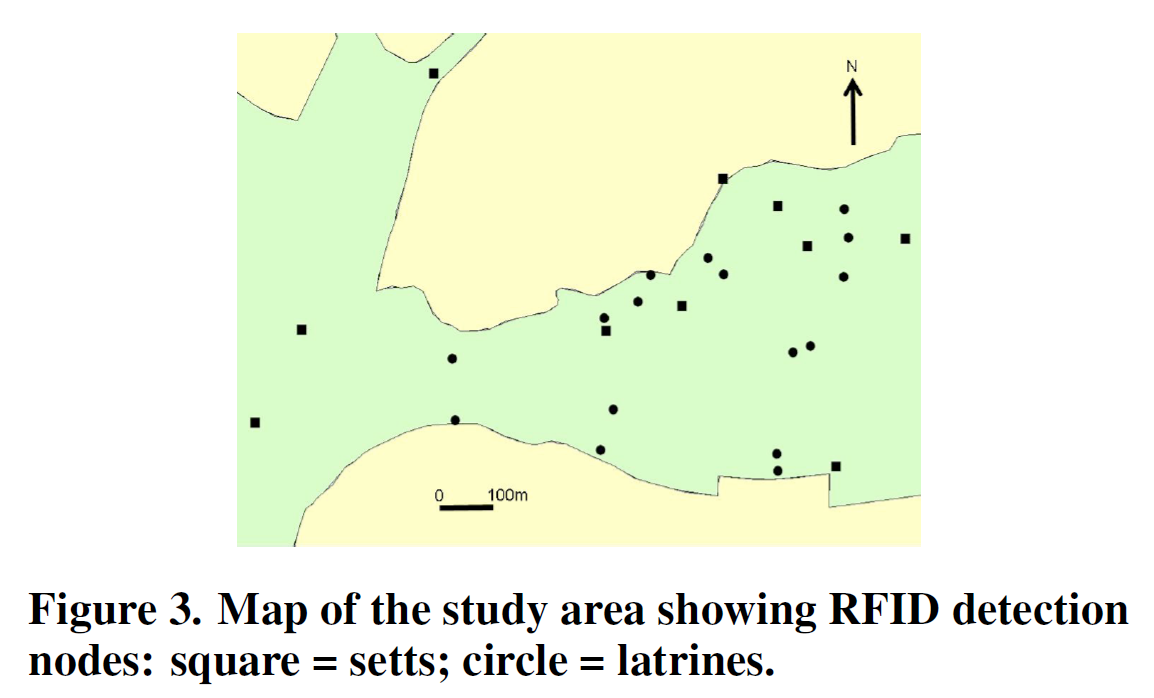 N
0 100m
Figure 3. Map of the study area showing RFID detection
nodes: square = setts; circle = latrines.